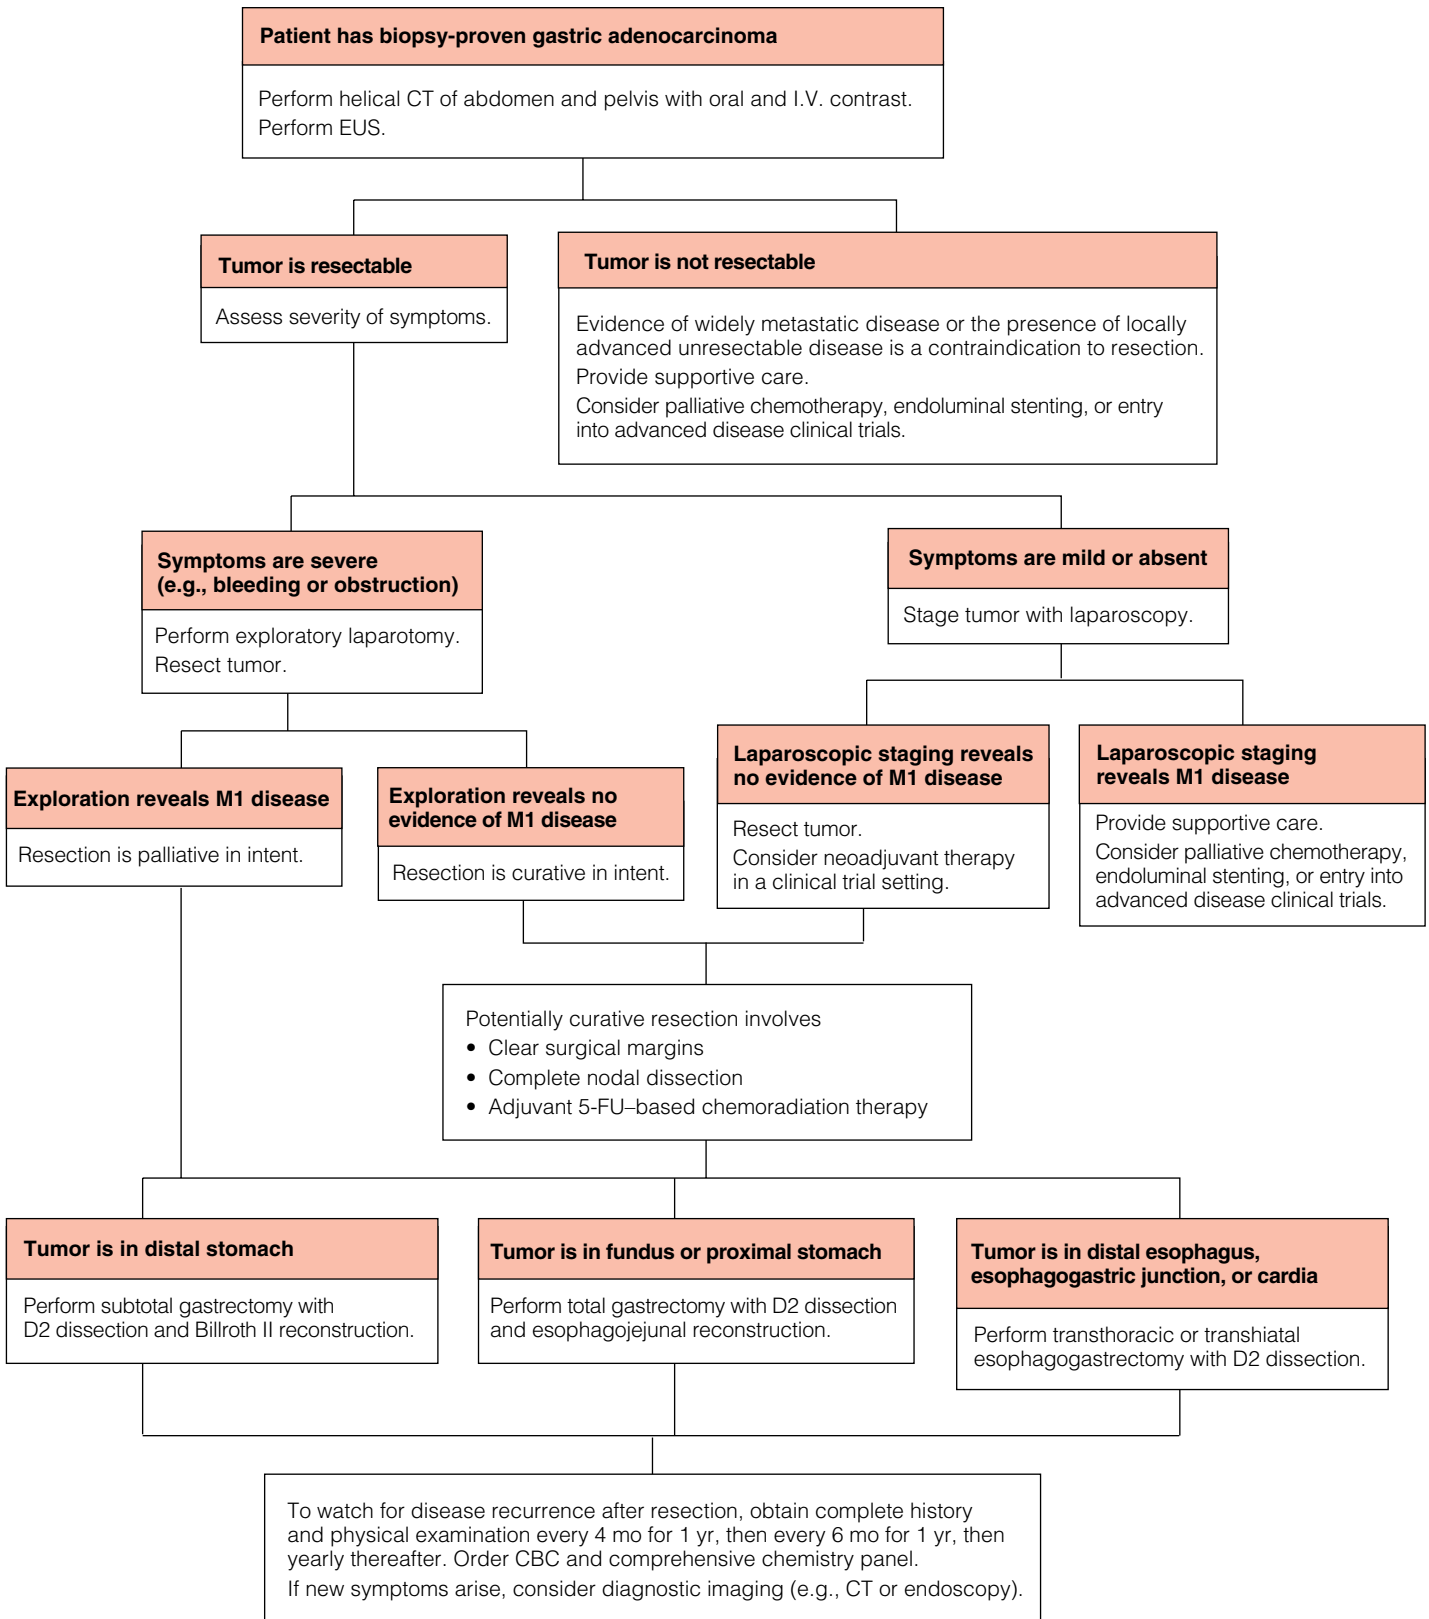 Patient has biopsy-proven gastric adenocarcinoma
Perform helical CT of abdomen and pelvis with oral and I.V. contrast.
Perform EUS.
Tumor is resectable
Assess severity of symptoms.
Tumor is not resectable
Evidence of widely metastatic disease or the presence of locally
advanced unresectable disease is a contraindication to resection.
Provide supportive care.
Consider palliative chemotherapy, endoluminal stenting, or entry
into advanced disease clinical trials.
Symptoms are severe
(e.g., bleeding or obstruction)
Perform exploratory laparotomy.
Resect tumor.
Symptoms are mild or absent
Stage tumor with laparoscopy.
Exploration reveals M1 disease
Resection is palliative in intent.
Exploration reveals no
evidence of M1 disease
Resection is curative in intent.
Laparoscopic staging reveals
no evidence of M1 disease
Resect tumor.
Consider neoadjuvant therapy
in a clinical trial setting.
Laparoscopic staging
reveals M1 disease
Provide supportive care.
Consider palliative chemotherapy,
endoluminal stenting, or entry into
advanced disease clinical trials.
Potentially curative resection involves
• Clear surgical margins
• Complete nodal dissection
• Adjuvant 5-FU–based chemoradiation therapy
Tumor is in distal stomach
Perform subtotal gastrectomy with
D2 dissection and Billroth II reconstruction.
Tumor is in fundus or proximal stomach
Perform total gastrectomy with D2 dissection
and esophagojejunal reconstruction.
Tumor is in distal esophagus,
esophagogastric junction, or cardia
Perform transthoracic or transhiatal
esophagogastrectomy with D2 dissection.
To watch for disease recurrence after resection, obtain complete history
and physical examination every 4 mo for 1 yr, then every 6 mo for 1 yr, then
yearly thereafter. Order CBC and comprehensive chemistry panel.
If new symptoms arise, consider diagnostic imaging (e.g., CT or endoscopy).